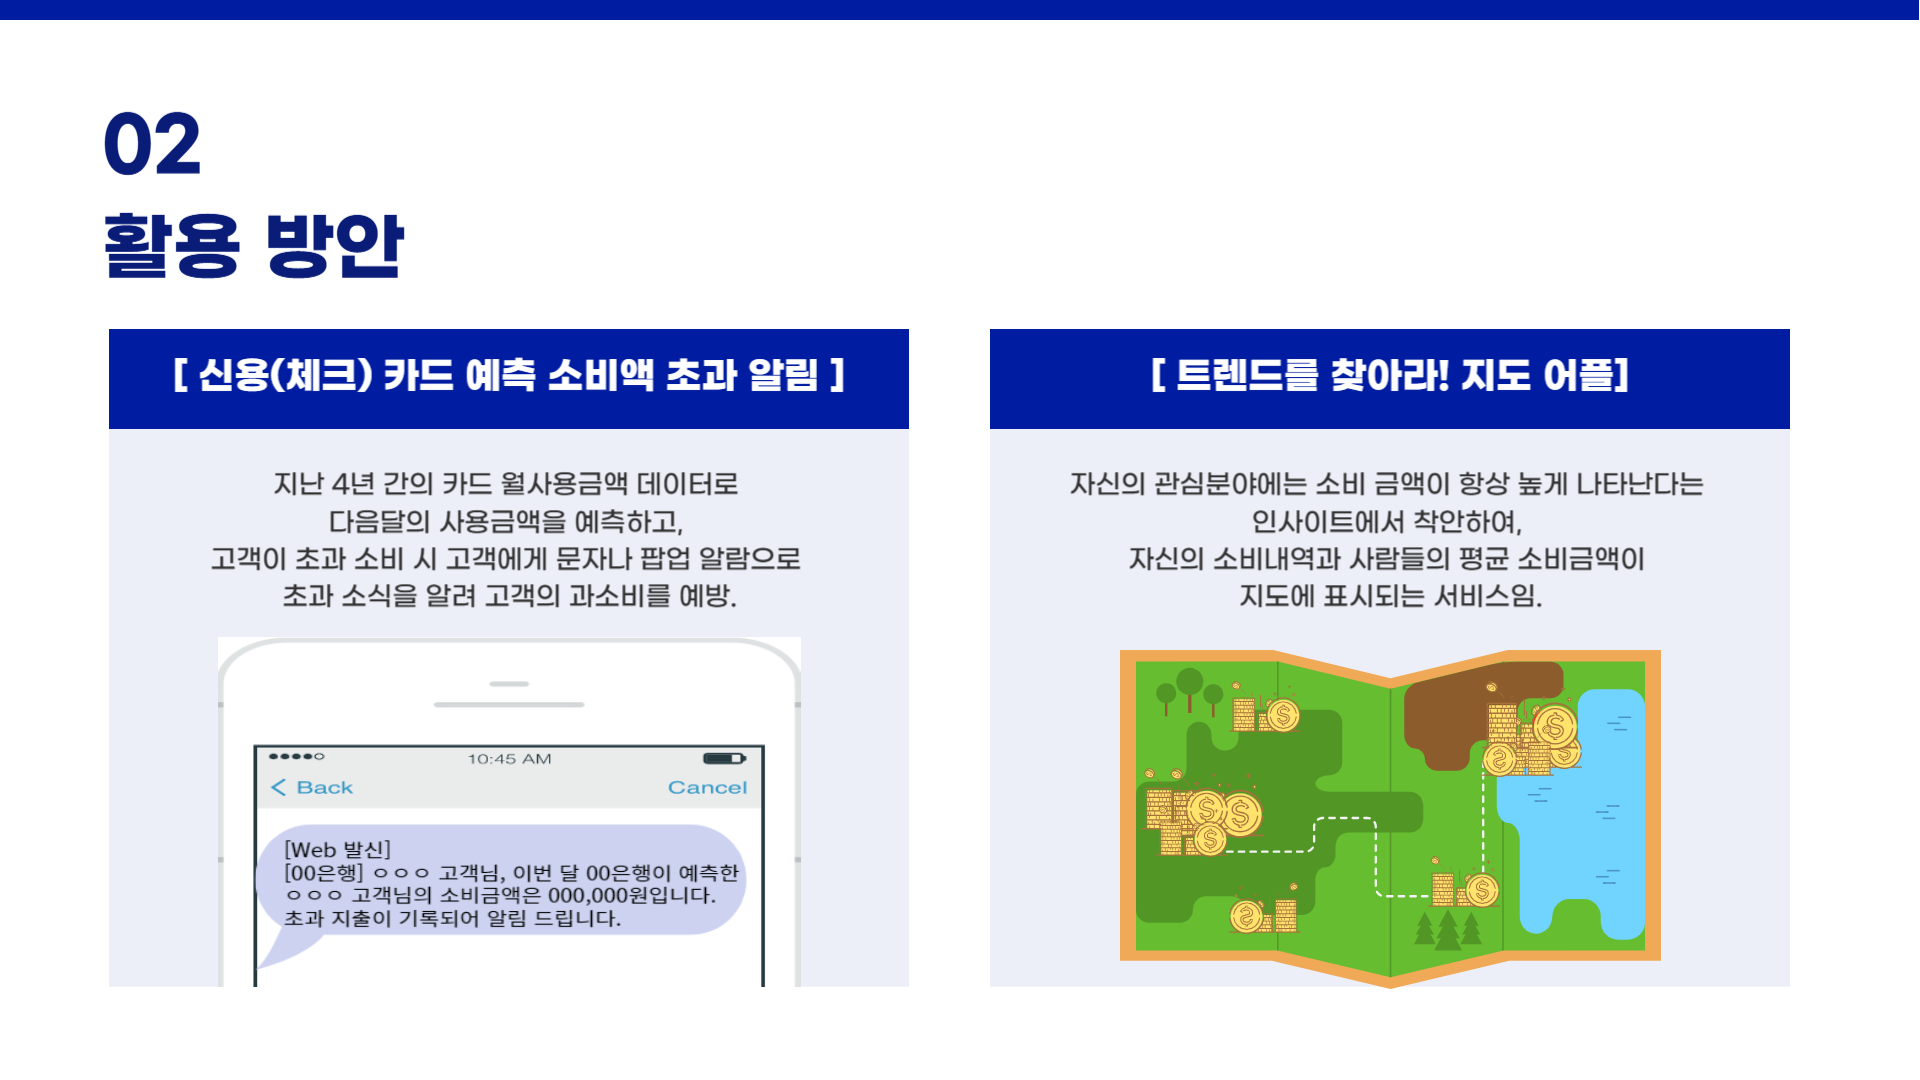 02
활용 방안
[ 신용(체크) 카드 예측 소비액 초과 알림 ]
지난 4년 간의 카드 월사용금액 데이터로
다음달의 사용금액을 예측하고,
고객이 초과 소비 시 고객에게 문자나 팝업 알람으로
초과 소식을 알려 고객의 과소비를 예방.
10:45 AM
Back
Cancel
[Web 발신]
[00은행] ㅇㅇㅇ 고객님, 이번 달 00은행이 예측한
ㅇㅇㅇ 고객님의 소비금액은 000,000원입니다.
초과 지출이 기록되어 알림 드립니다.
[ 트렌드를 찾아라! 지도 어플]
자신의 관심분야에는 소비 금액이 항상 높게 나타난다는
인사이트에서 착안하여,
자신의 소비내역과 사람들의 평균 소비금액이
지도에 표시되는 서비스임.